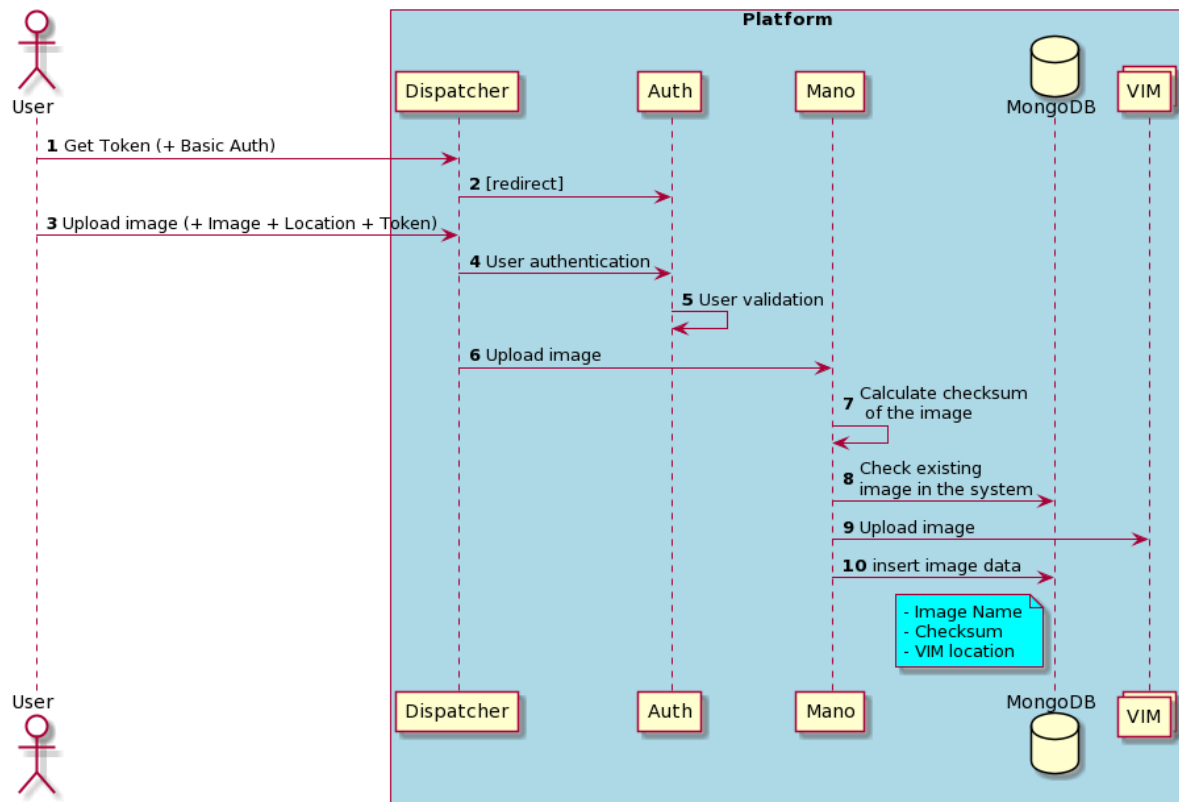 Platform
User
Dispatcher
Auth
Mano
MongoDB
VIM
1 Get Token (+ Basic Auth)
2 [redirect]
3 Upload image (+ Image + Location + Token)
4 User authentication
5 User validation
6 Upload image
7 Calculate checksum
of the image
8 Check existing
image in the system
9 Upload image
10 insert image data
- Image Name
- Checksum
- VIM location
User
Dispatcher
Auth
Mano
MongoDB
VIM